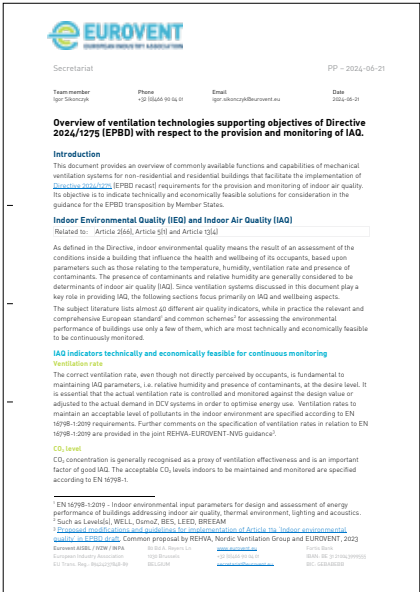 EUROVENT
EUROPEAN INDUSTRY ASSOCIATION
Secretariat
PP – 2024-06-21
Team member Phone Email Date
Igor Sikonczyk +32 (0)466 90 04 01 igor.sikonczyk@eurovent.eu 2024-06-21
Overview of ventilation technologies supporting objectives of Directive
2024/1275 (EPBD) with respect to the provision and monitoring of IAQ.
Introduction
This document provides an overview of commonly available functions and capabilities of mechanical
ventilation systems for non-residential and residential buildings that facilitate the implementation of
Directive 2024/1275 (EPBD recast) requirements for the provision and monitoring of indoor air quality.
Its objective is to indicate technically and economically feasible solutions for consideration in the
guidance for the EPBD transposition by Member States.
Indoor Environmental Quality (IEQ) and Indoor Air Quality (IAQ)
Related to: Article 2(66), Article 5(1) and Article 13(4)
As defined in the Directive, indoor environmental quality means the result of an assessment of the
conditions inside a building that influence the health and wellbeing of its occupants, based upon
parameters such as those relating to the temperature, humidity, ventilation rate and presence of
contaminants. The presence of contaminants and relative humidity are generally considered to be
determinants of indoor air quality (IAQ). Since ventilation systems discussed in this document play a
key role in providing IAQ, the following sections focus primarily on IAQ and wellbeing aspects.
The subject literature lists almost 40 different air quality indicators, while in practice the relevant and
comprehensive European standard¹ and common schemes² for assessing the environmental
performance of buildings use only a few of them, which are most technically and economically feasible
to be continuously monitored.
IAQ indicators technically and economically feasible for continuous monitoring
Ventilation rate
The correct ventilation rate, even though not directly perceived by occupants, is fundamental to
maintaining IAQ parameters, i.e. relative humidity and presence of contaminants, at the desire level. It
is essential that the actual ventilation rate is controlled and monitored against the design value or
adjusted to the actual demand in DCV systems in order to optimise energy use. Ventilation rates to
maintain an acceptable level of pollutants in the indoor environment are specified according to EN
16798-1:2019 requirements. Further comments on the specification of ventilation rates in relation to EN
16798-1:2019 are provided in the joint REHVA-EUROVENT-NVG guidance³.
CO₂ level
CO₂ concentration is generally recognised as a proxy of ventilation effectiveness and is an important
factor of good IAQ. The acceptable CO₂ levels indoors to be maintained and monitored are specified
according to EN 16798-1.
¹ EN 16798-1:2019 - Indoor environmental input parameters for design and assessment of energy
performance of buildings addressing indoor air quality, thermal environment, lighting and acoustics.
² Such as Levels(s), WELL, OsmoZ, BES, LEED, BREEAM
³ Proposed modifications and guidelines for implementation of Article 11a 'Indoor environmental
quality' in EPBD draft. Common proposal by REHVA, Nordic Ventilation Group and EUROVENT, 2023
Eurovent AISBL / IVZW / INPA
European Industry Association
BELGIUM
www.eurovent.eu
secretariat@eurovent.eu
Fortis Bank